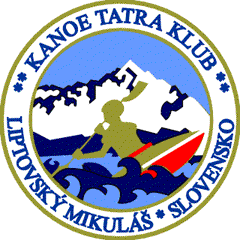 KANOE TATRA KLUB
LIPTOVSKÝ MIKULÁŠ * SLOVENSKO